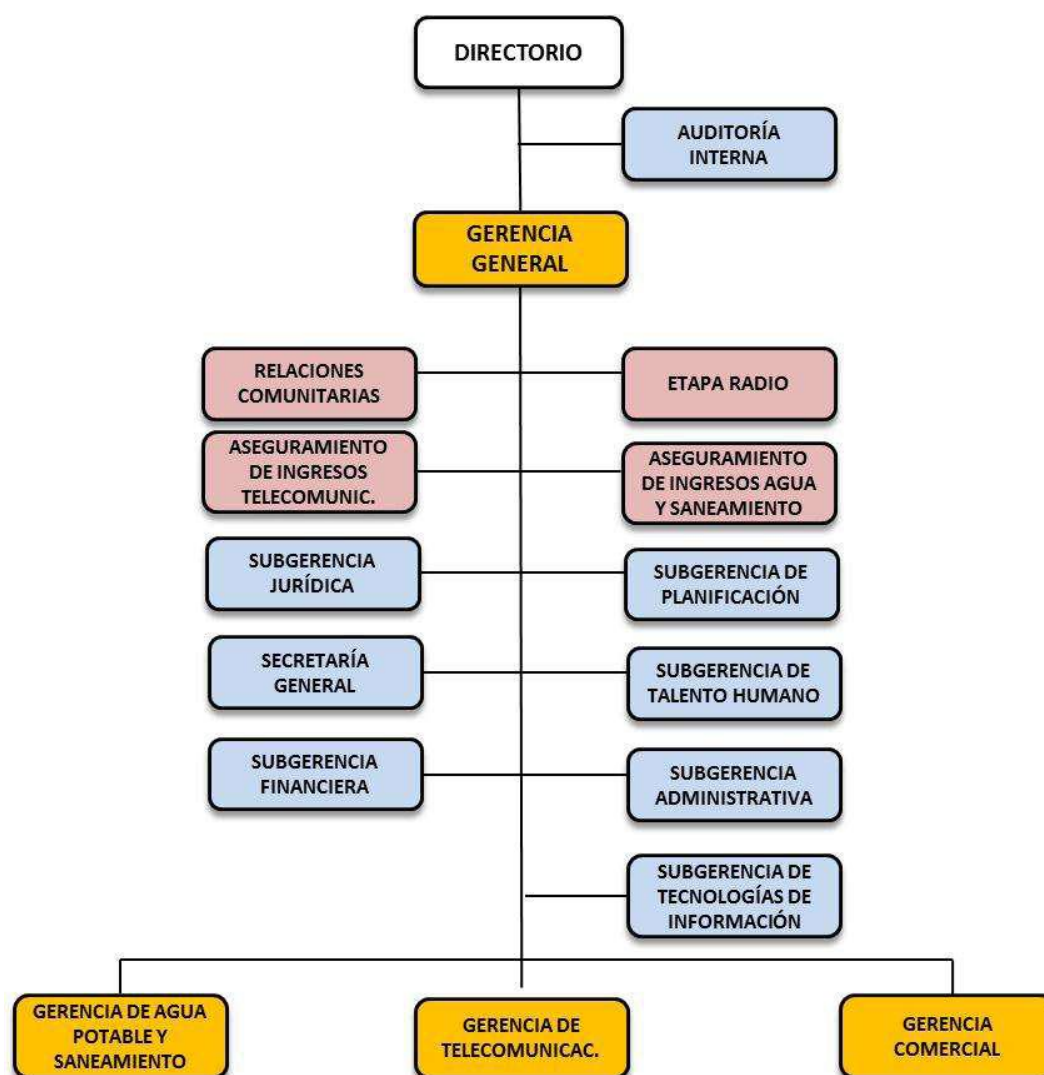 DIRECTORIO
AUDITORÍA
INTERNA
GERENCIA
GENERAL
RELACIONES
COMUNITARIAS
ETAPA RADIO
ASEGURAMIENTO
DE INGRESOS
TELECOMUNIC.
ASEGURAMIENTO
DE INGRESOS AGUA
Y SANEAMIENTO
SUBGERENCIA
JURÍDICA
SUBGERENCIA DE
PLANIFICACIÓN
SECRETARÍA
GENERAL
SUBGERENCIA DE
TALENTO HUMANO
SUBGERENCIA
FINANCIERA
SUBGERENCIA
ADMINISTRATIVA
SUBGERENCIA DE
TECNOLOGÍAS DE
INFORMACIÓN
GERENCIA DE AGUA
POTABLE Y
SANEAMIENTO
GERENCIA DE
TELECOMUNICAC.
GERENCIA
COMERCIAL